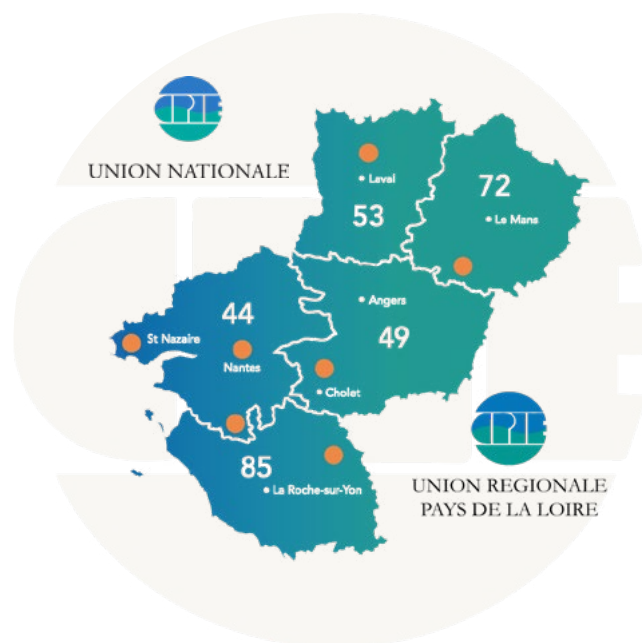 CPIE
UNION NATIONALE
Laval
53
72
Le Mans
44
St Nazaire
Nantes
Angers
49
Cholet
85
La Roche-sur-Yon
CPIE
UNION REGIONALE
PAYS DE LA LOIRE
CPIE